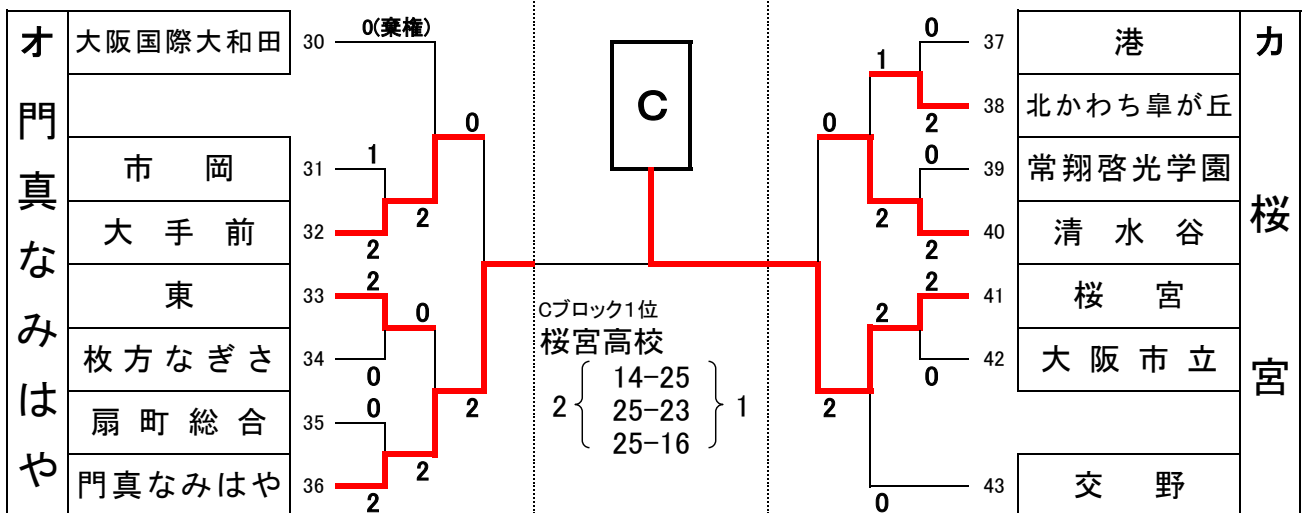 オ 門真なみはや
大阪国際大和田 30 0(棄権)
市岡 31 1
大手前 32 2
2
0
東 33 2
枚方なぎさ 34 0
0
扇町総合 35 0
門真なみはや 36 2
2
2
C
Cブロック1位
桜宮高校
2 { 14-25 } 1
25-23
25-16
カ 桜宮
0 37 港
2 38 北かわち皐が丘
1
0 39 常翔啓光学園
2 40 清水谷
2
0
2 41 桜宮
0 42 大阪市立
2
0 43 交野
2